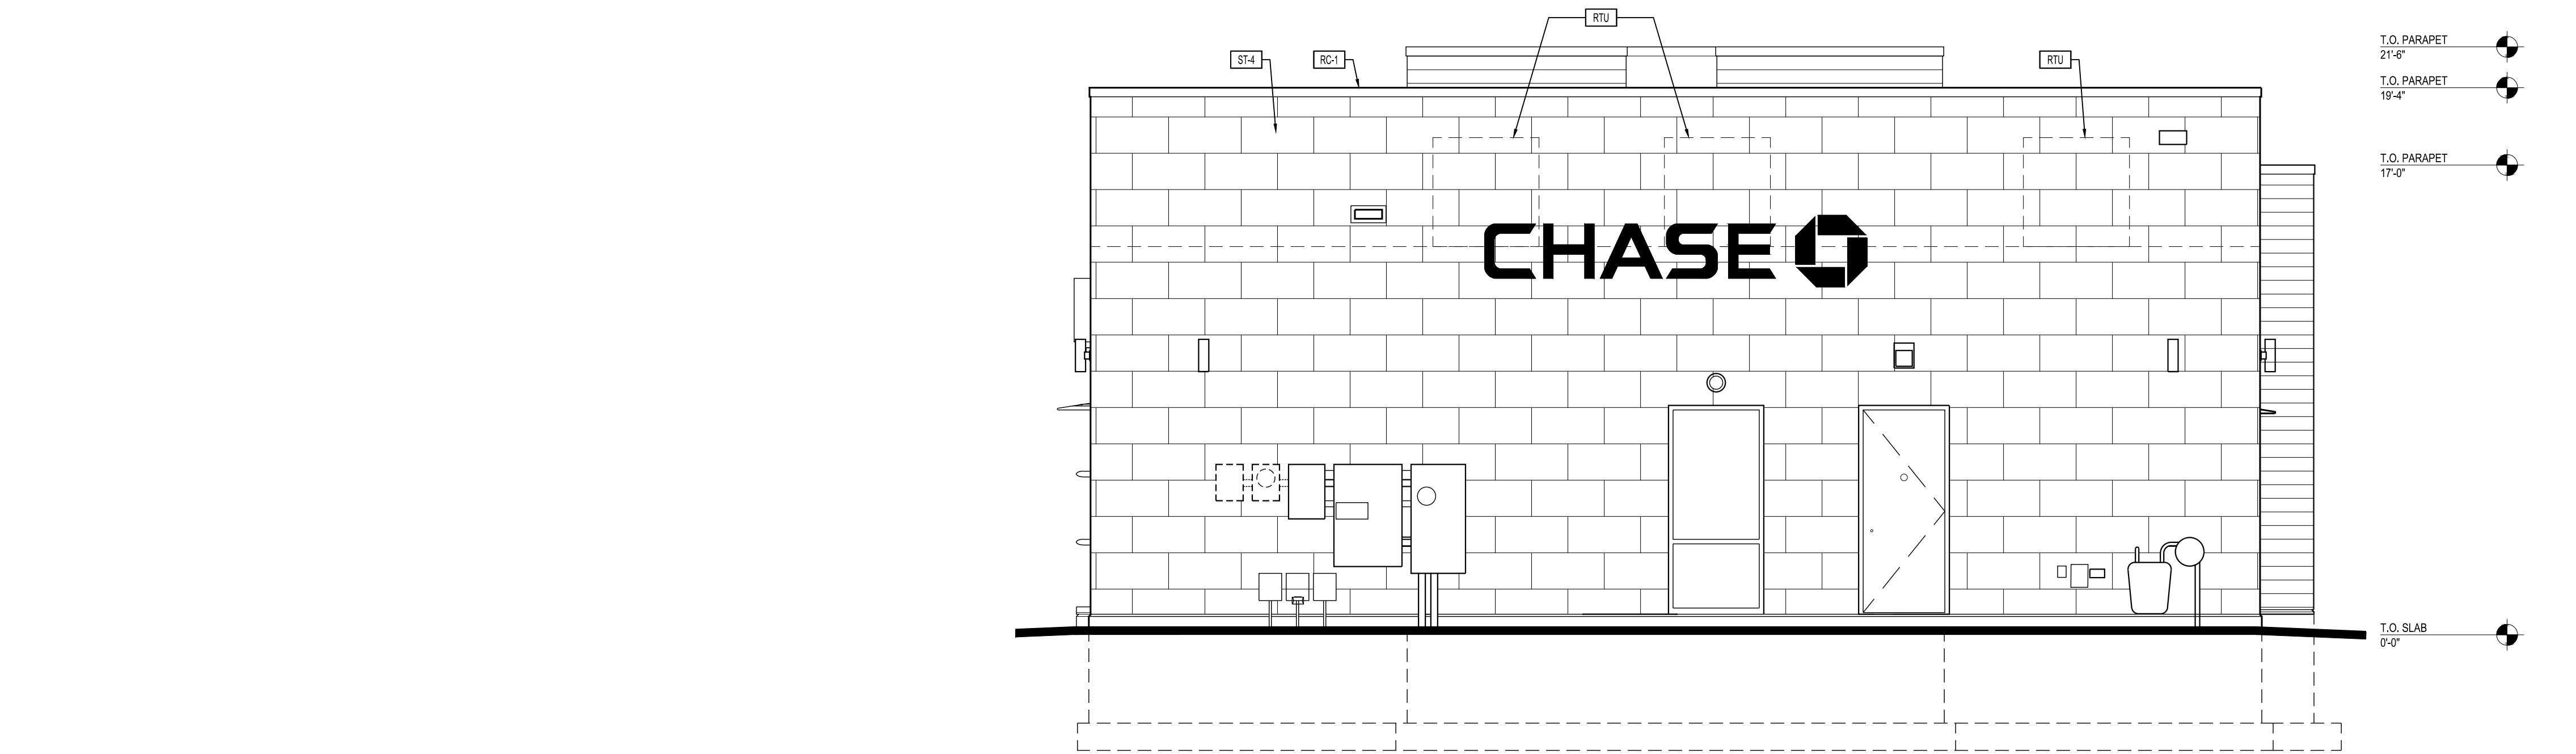 RTU
T.O. PARAPET
21'-6"
ST-4
RC-1
RTU
T.O. PARAPET
19'-4"
T.O. PARAPET
17'-0"
CHASE
T.O. SLAB
0'-0"